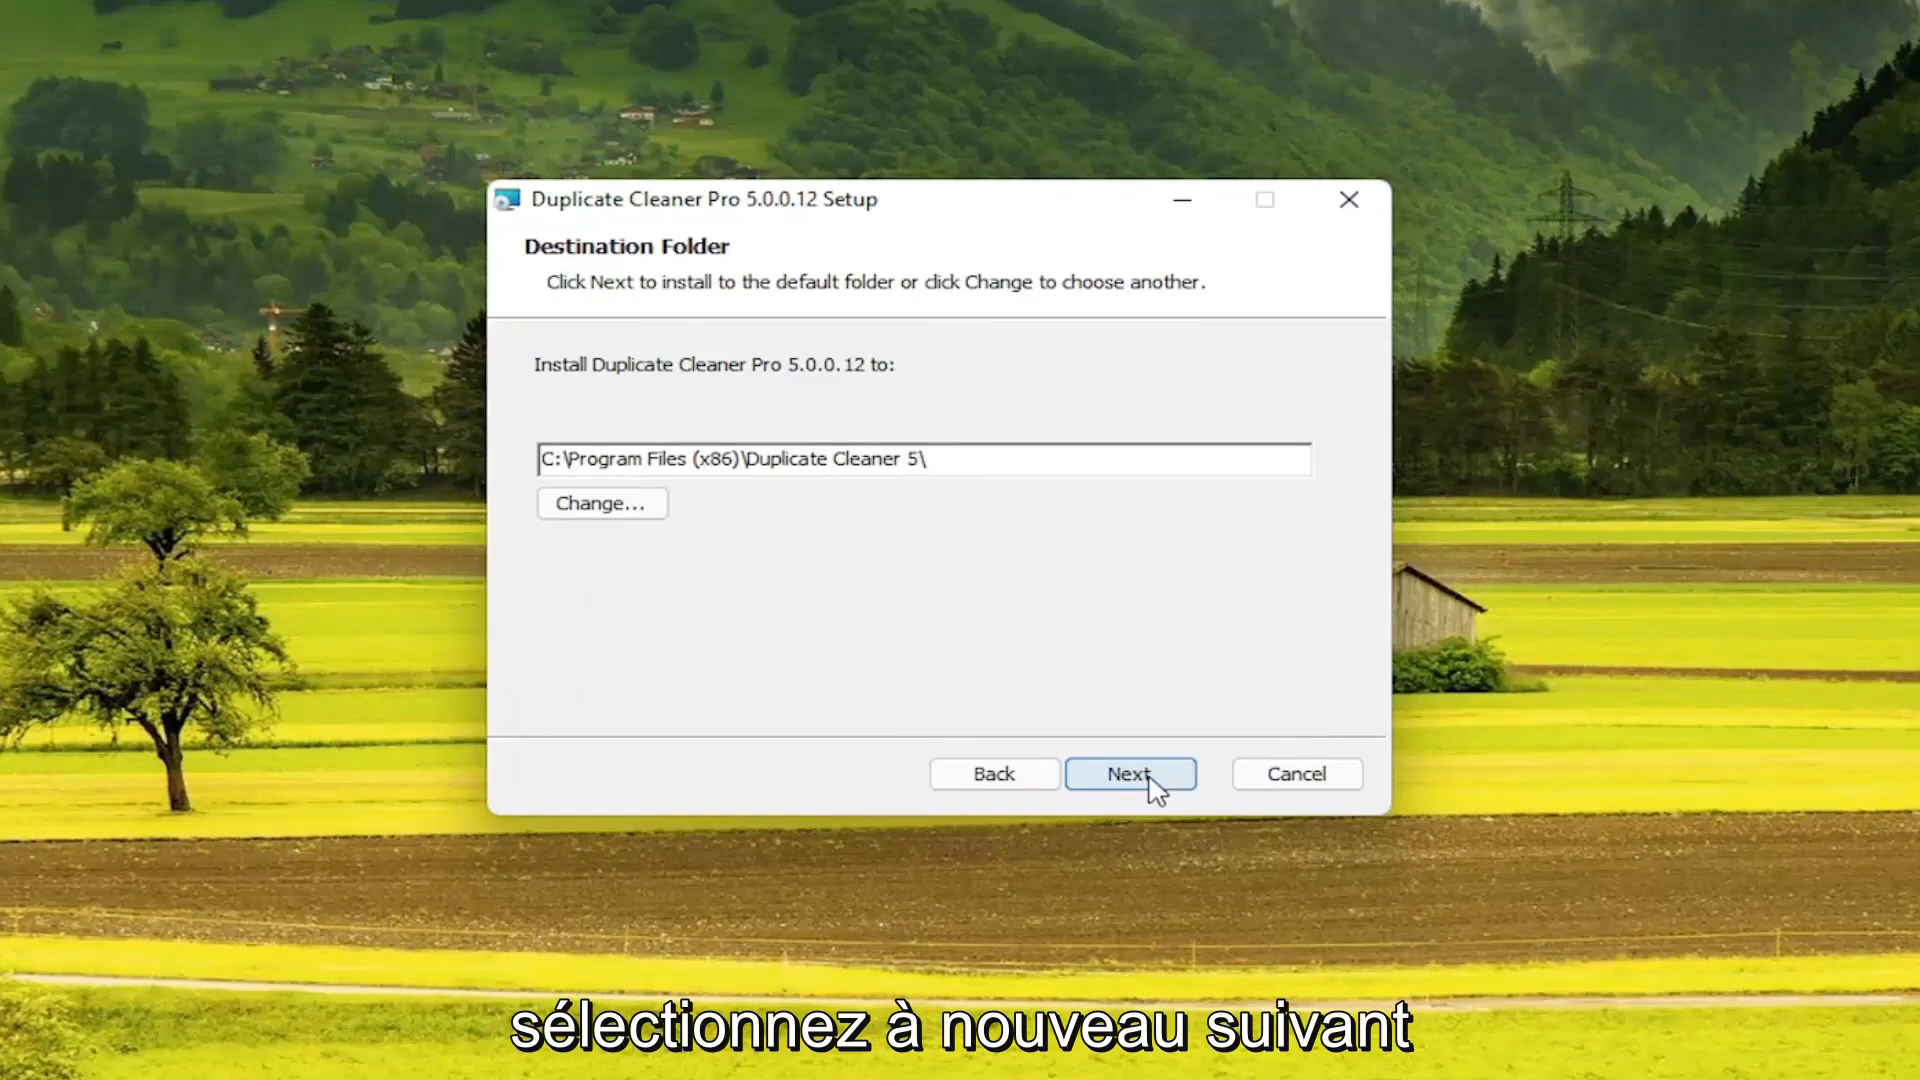 Duplicate Cleaner Pro 5.0.0.12 Setup
Destination Folder
Click Next to install to the default folder or click Change to choose another.
Install Duplicate Cleaner Pro 5.0.0.12 to:
C:\Program Files (x86)\Duplicate Cleaner 5\
Change...
Back
Next
Cancel
sélectionnez à nouveau suivant